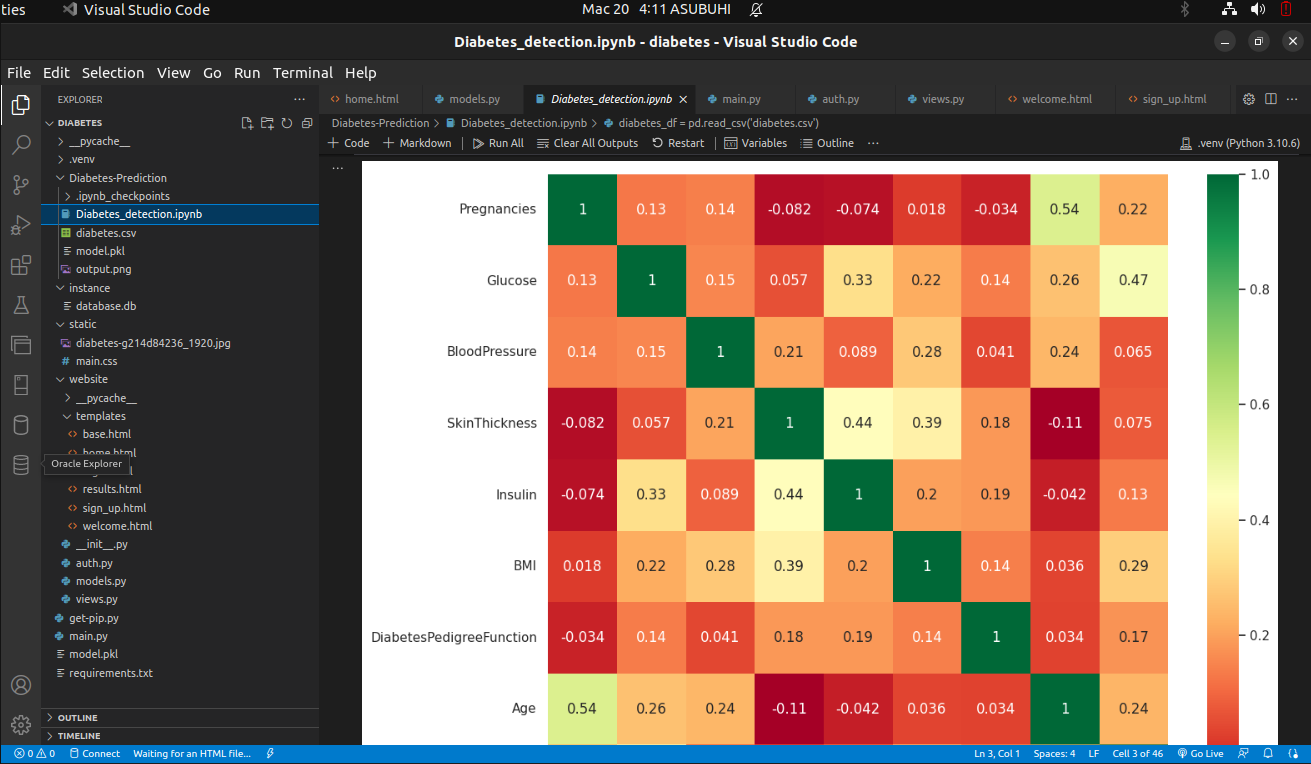 ties Visual Studio Code Mac 20 4:11 ASUBUHI
Diabetes_detection.ipynb - diabetes - Visual Studio Code
File Edit Selection View Go Run Terminal Help
EXPLORER
DIABETES
__pycache__
.venv
Diabetes-Prediction
.ipynb_checkpoints
Diabetes_detection.ipynb
diabetes.csv
model.pkl
output.png
instance
database.db
static
diabetes-g214d84236_1920.jpg
main.css
website
__pycache__
templates
base.html
home.html
Oracle Explorer
results.html
sign_up.html
welcome.html
__init__.py
auth.py
models.py
views.py
get-pip.py
main.py
model.pkl
requirements.txt
OUTLINE
TIMELINE
home.html models.py Diabetes_detection.ipynb main.py auth.py views.py welcome.html sign_up.html
Diabetes-Prediction > Diabetes_detection.ipynb > diabetes_df = pd.read_csv('diabetes.csv')
+ Code + Markdown Run All Clear All Outputs Restart Variables Outline ... .venv (Python 3.10.6)
Pregnancies 1 0.13 0.14 -0.082 -0.074 0.018 -0.034 0.54 0.22
Glucose 0.13 1 0.15 0.057 0.33 0.22 0.14 0.26 0.47
BloodPressure 0.14 0.15 1 0.21 0.089 0.28 0.041 0.24 0.065
SkinThickness -0.082 0.057 0.21 1 0.44 0.39 0.18 -0.11 0.075
Insulin -0.074 0.33 0.089 0.44 1 0.2 0.19 -0.042 0.13
BMI 0.018 0.22 0.28 0.39 0.2 1 0.14 0.036 0.29
DiabetesPedigreeFunction -0.034 0.14 0.041 0.18 0.19 0.14 1 0.034 0.17
Age 0.54 0.26 0.24 -0.11 -0.042 0.036 0.034 1 0.24
1.0
0.8
0.6
0.4
0.2
0 0 Connect Waiting for an HTML file... Ln 3, Col 1 Spaces: 4 LF Cell 3 of 46 Go Live